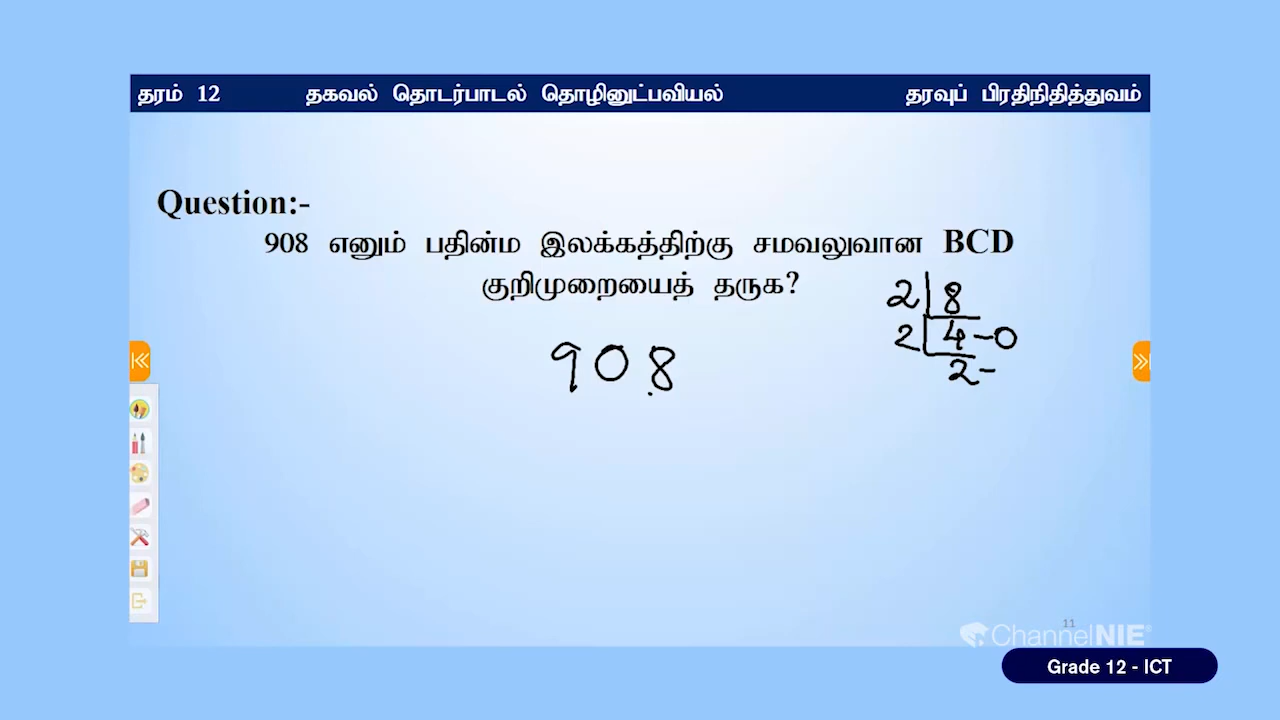 தரம் 12 தகவல் தொடர்பாடல் தொழினுட்பவியல் தரவுப் பிரதிநிதித்துவம்
Question:-
908 எனும் பதின்ம இலக்கத்திற்கு சமவலுவான BCD
குறிமுறையைத் தருக?
2 8
2 4 – 0
2 –
908
11
ChannelNIE
Grade 12 - ICT